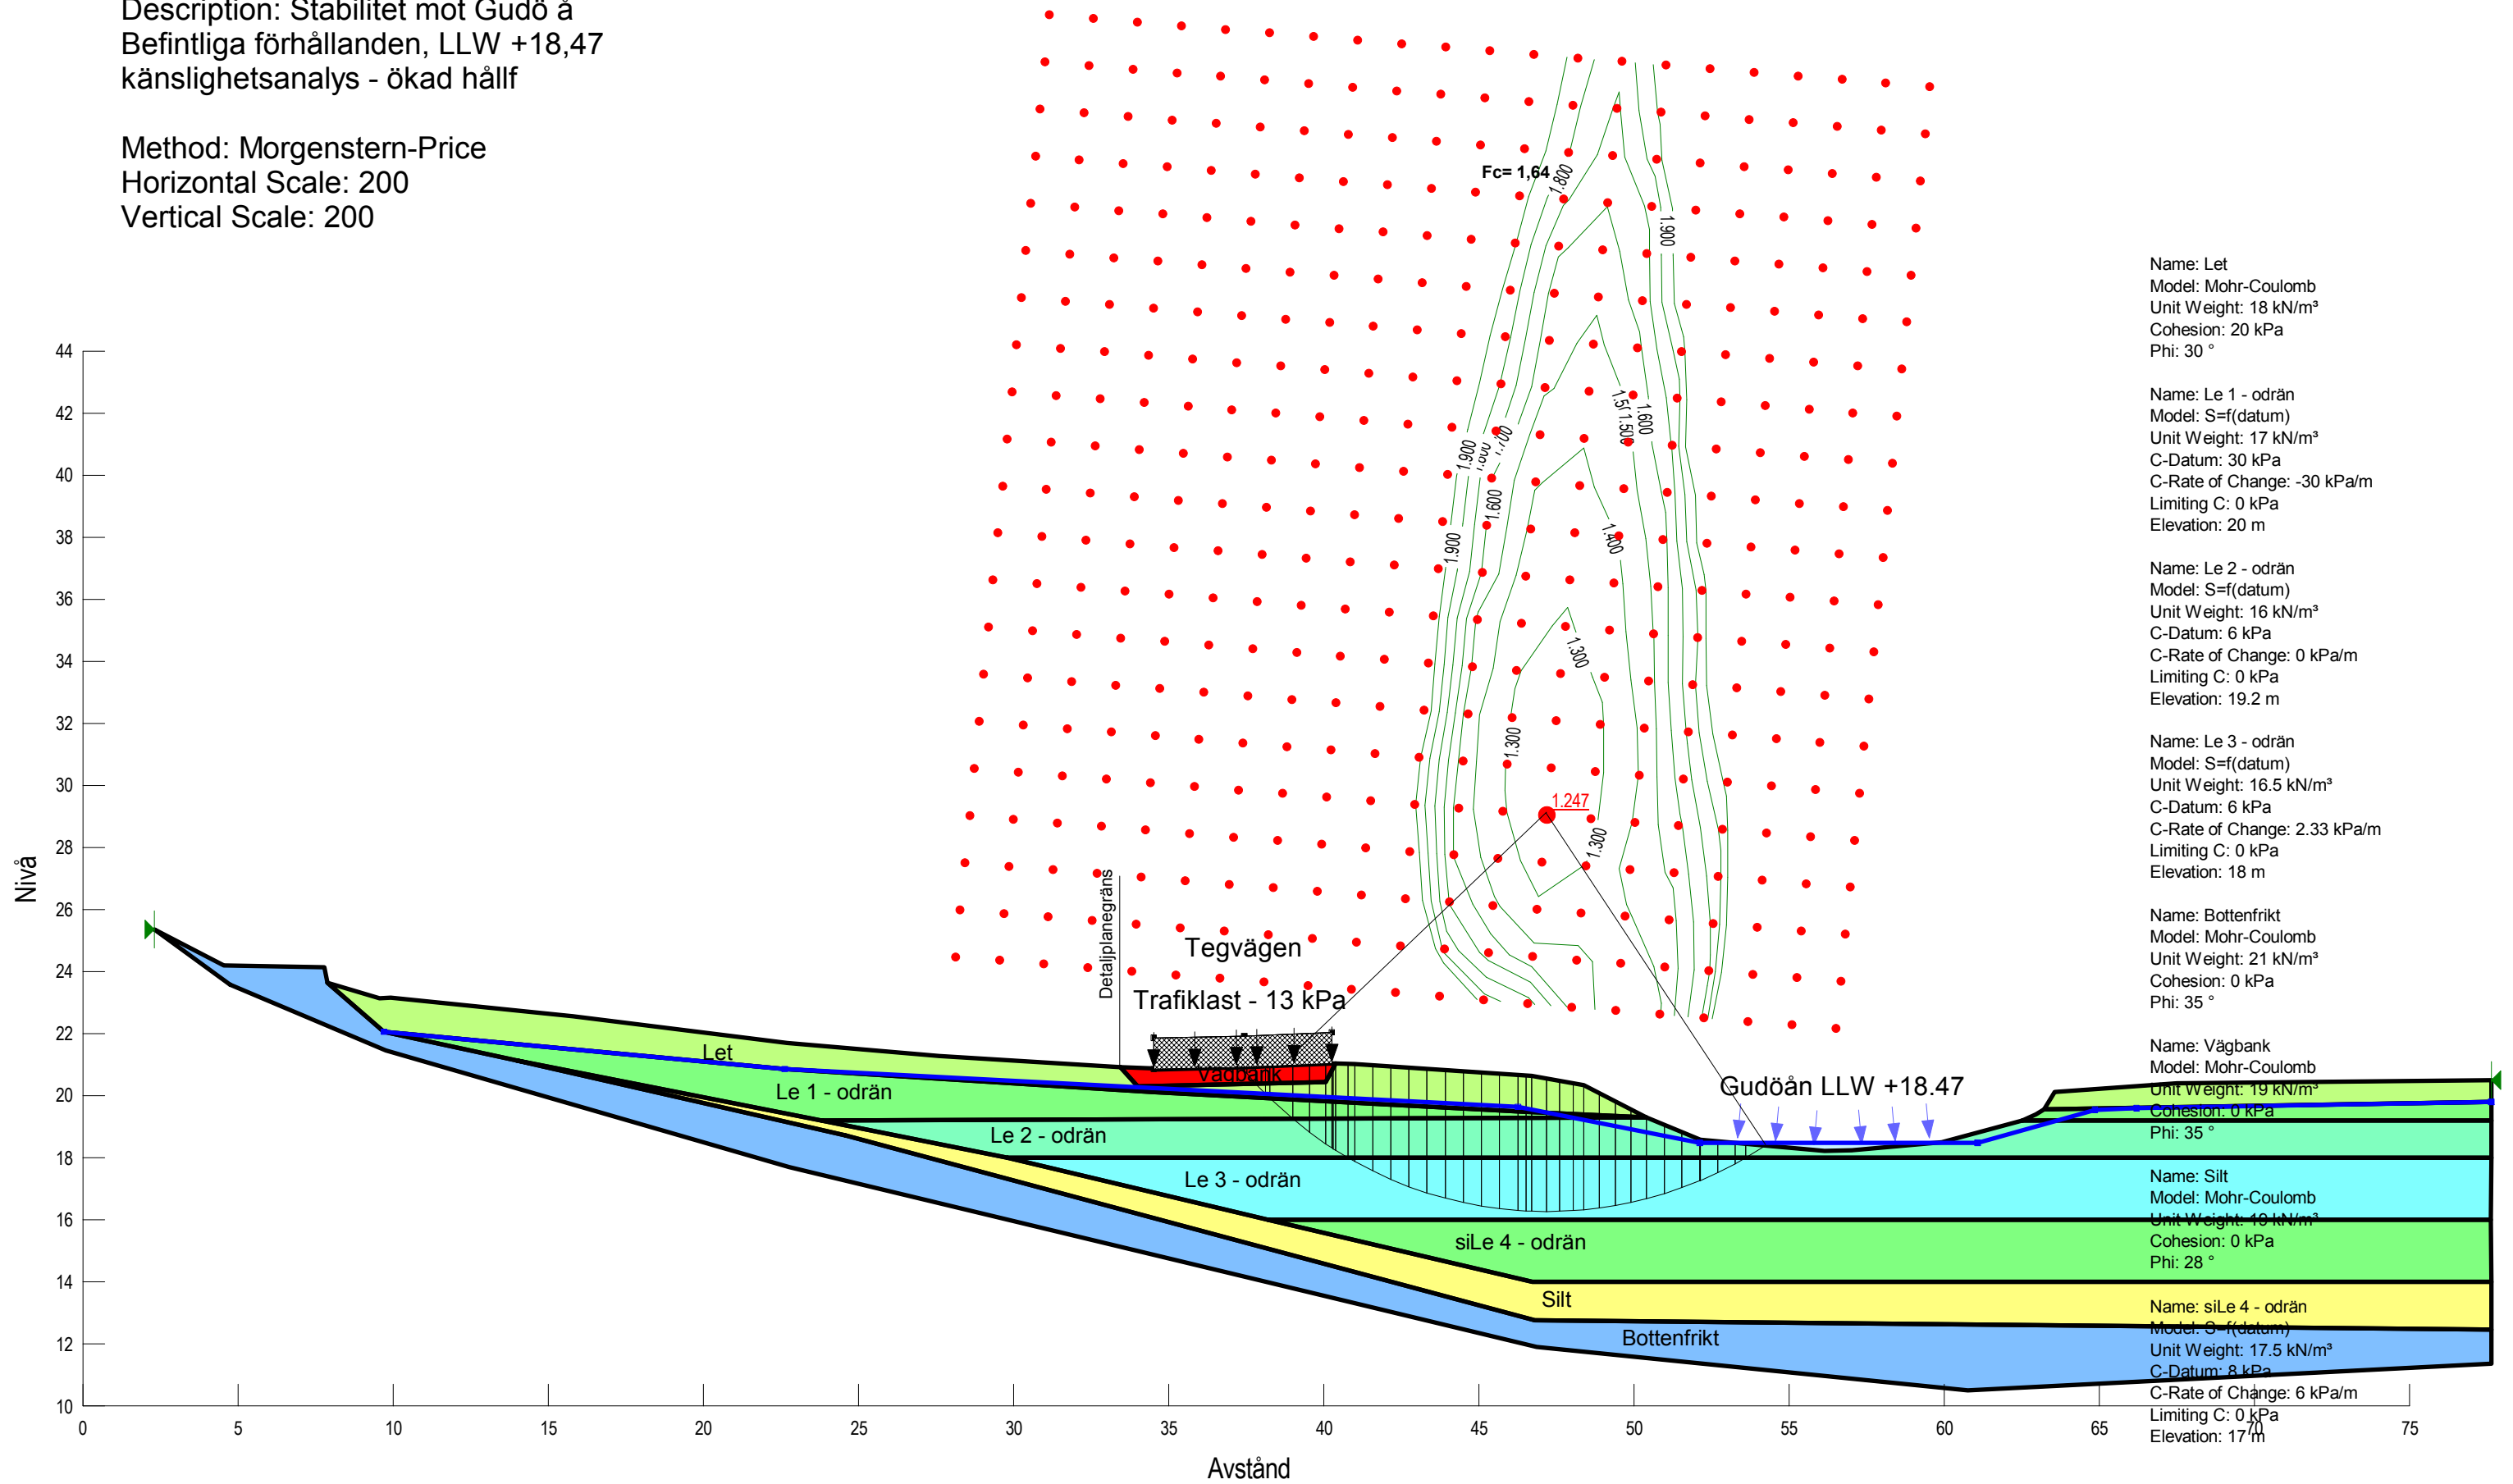 Description: Stabilitet mot Gudö å
Befintliga förhållanden, LLW +18,47
känslighetsanalys - ökad hållf
Method: Morgenstern-Price
Horizontal Scale: 200
Vertical Scale: 200
Fc= 1,64
1.800
1.900
1.500
1.600
1.900
1.700
1.600
1.900
1.400
1.300
1.300
1.247
1.300
Name: Let
Model: Mohr-Coulomb
Unit Weight: 18 kN/m³
Cohesion: 20 kPa
Phi: 30 °
Name: Le 1 - odrän
Model: S=f(datum)
Unit Weight: 17 kN/m³
C-Datum: 30 kPa
C-Rate of Change: -30 kPa/m
Limiting C: 0 kPa
Elevation: 20 m
Name: Le 2 - odrän
Model: S=f(datum)
Unit Weight: 16 kN/m³
C-Datum: 6 kPa
C-Rate of Change: 0 kPa/m
Limiting C: 0 kPa
Elevation: 19.2 m
Name: Le 3 - odrän
Model: S=f(datum)
Unit Weight: 16.5 kN/m³
C-Datum: 6 kPa
C-Rate of Change: 2.33 kPa/m
Limiting C: 0 kPa
Elevation: 18 m
Name: Bottenfrikt
Model: Mohr-Coulomb
Unit Weight: 21 kN/m³
Cohesion: 0 kPa
Phi: 35 °
Name: Vägbank
Model: Mohr-Coulomb
Unit Weight: 19 kN/m³
Cohesion: 0 kPa
Phi: 35 °
Name: Silt
Model: Mohr-Coulomb
Unit Weight: 19 kN/m³
Cohesion: 0 kPa
Phi: 28 °
Name: siLe 4 - odrän
Model: S=f(datum)
Unit Weight: 17.5 kN/m³
C-Datum: 8 kPa
C-Rate of Change: 6 kPa/m
Limiting C: 0 kPa
Elevation: 17 m
Detaljplanegräns
Tegvägen
Trafiklast - 13 kPa
Vägbank
Gudöån LLW +18.47
Let
Le 1 - odrän
Le 2 - odrän
Le 3 - odrän
siLe 4 - odrän
Silt
Bottenfrikt
Nivå
44
42
40
38
36
34
32
30
28
26
24
22
20
18
16
14
12
10
0 5 10 15 20 25 30 35 40 45 50 55 60 65 70 75
Avstånd